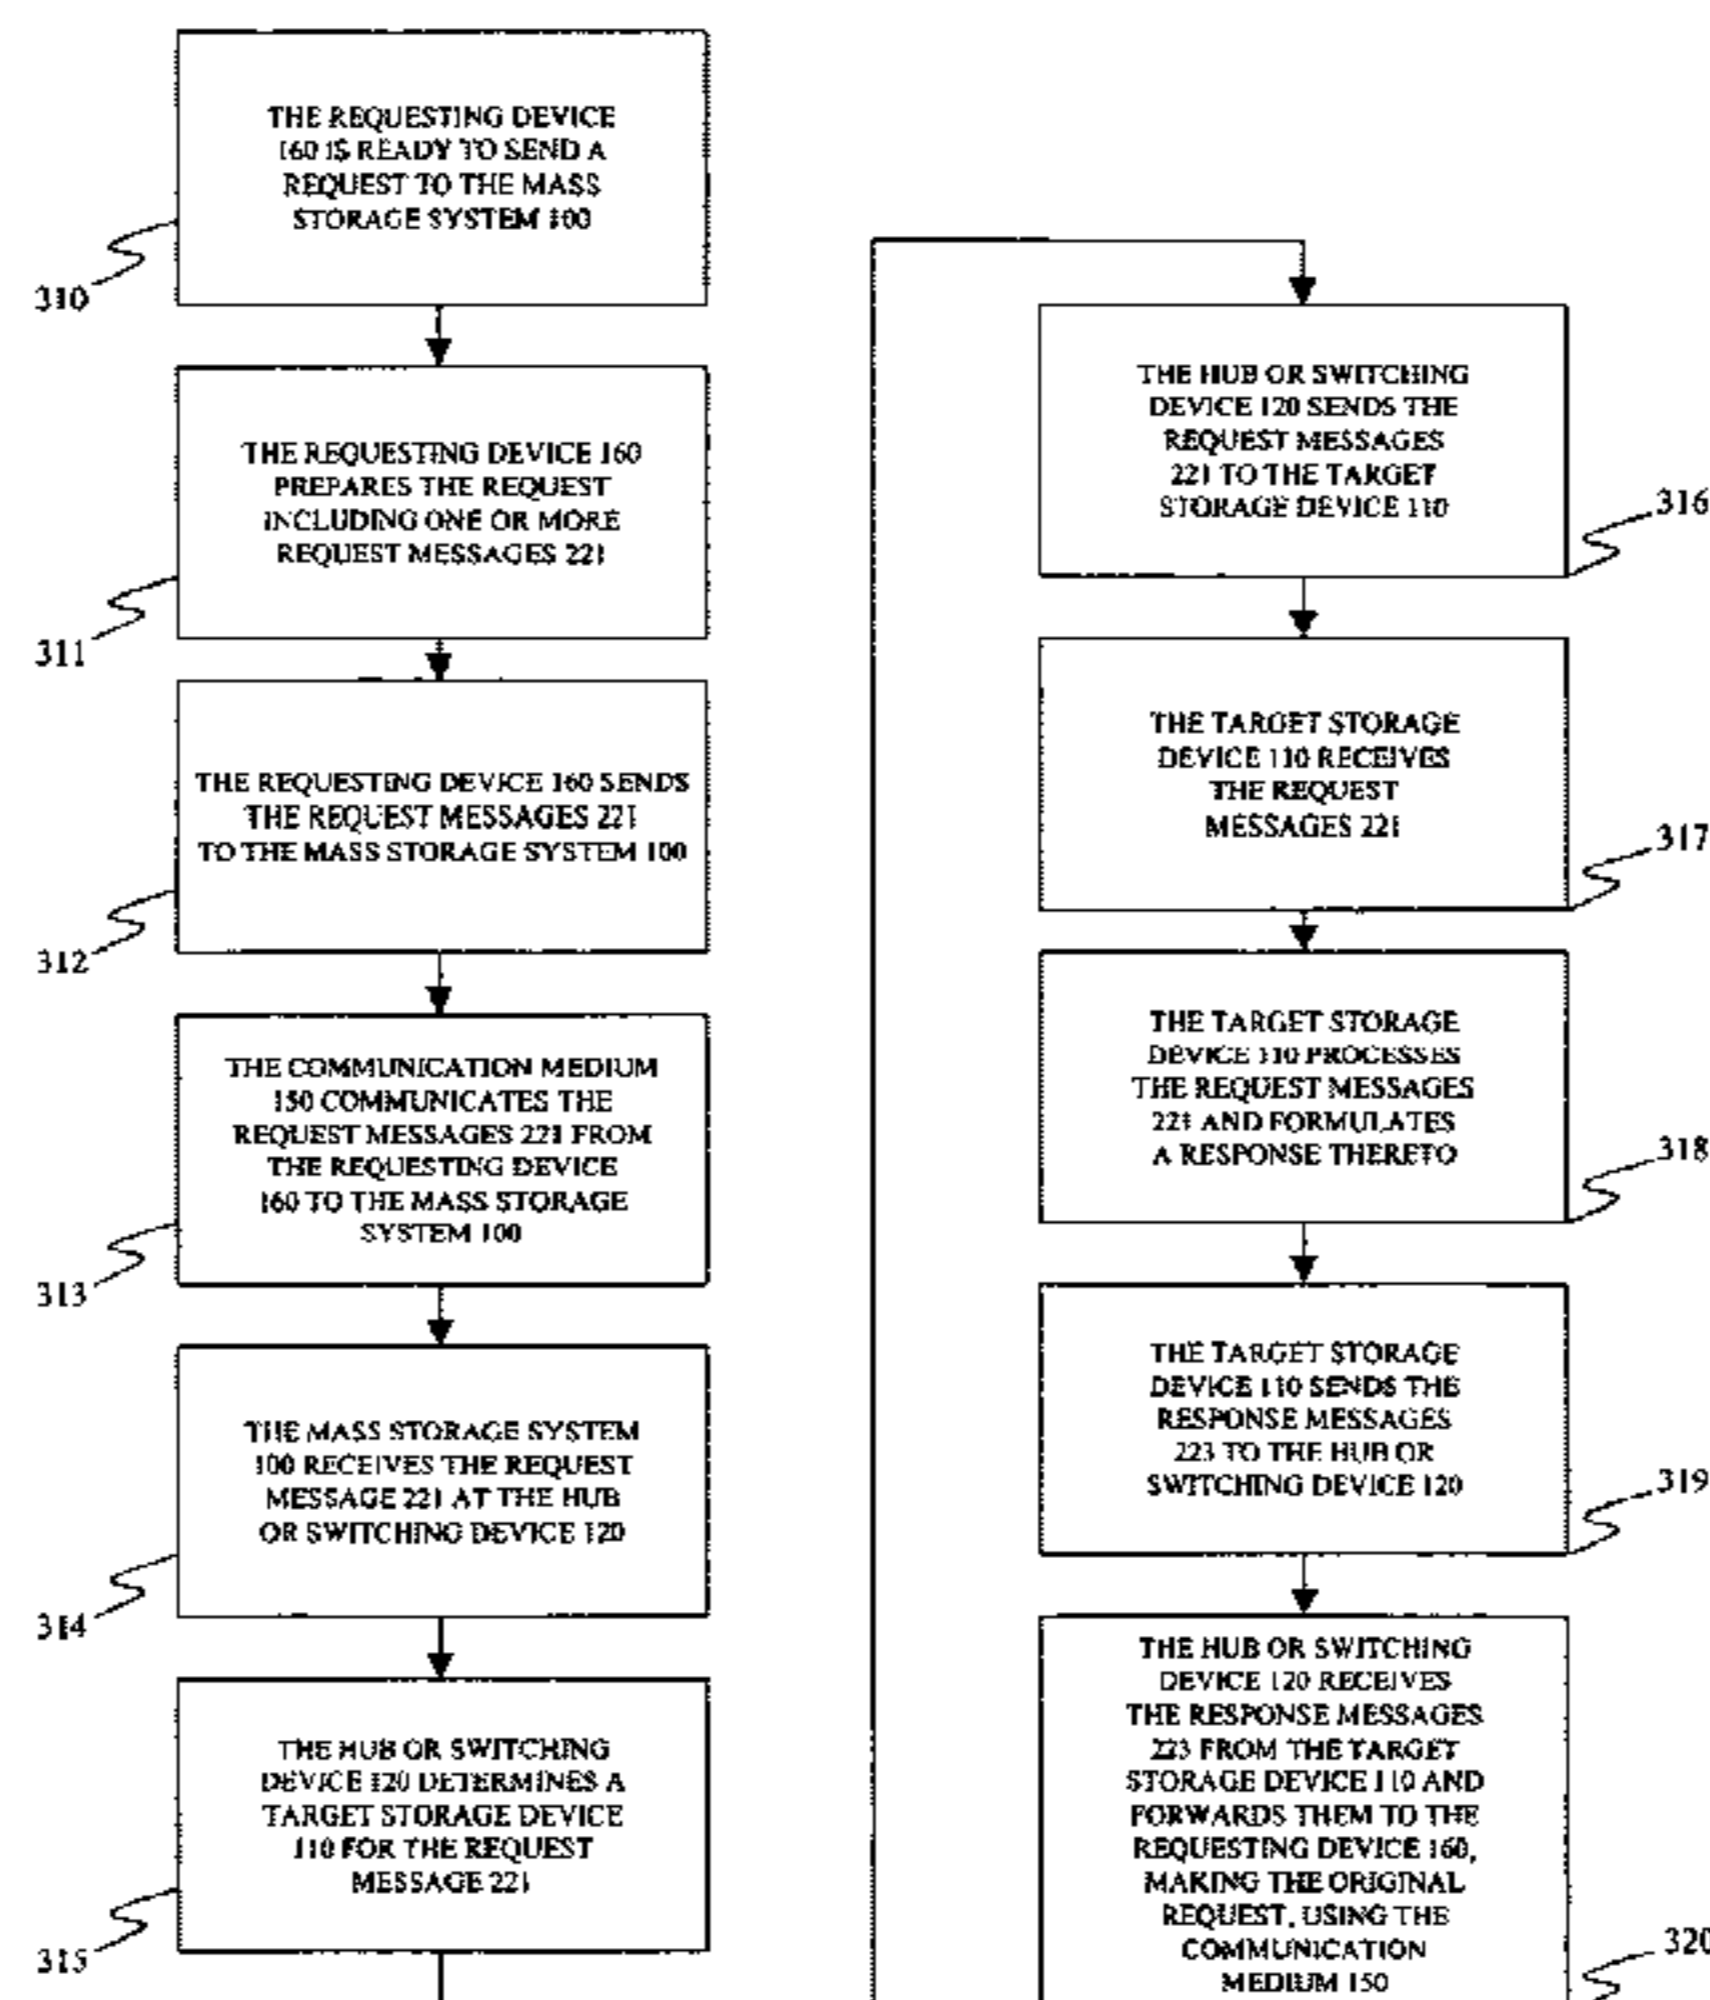 THE REQUESTING DEVICE
160 IS READY TO SEND A
REQUEST TO THE MASS
STORAGE SYSTEM 100
310
THE REQUESTING DEVICE 160
PREPARES THE REQUEST
INCLUDING ONE OR MORE
REQUEST MESSAGES 221
311
THE REQUESTING DEVICE 160 SENDS
THE REQUEST MESSAGES 221
TO THE MASS STORAGE SYSTEM 100
312
THE COMMUNICATION MEDIUM
150 COMMUNICATES THE
REQUEST MESSAGES 221 FROM
THE REQUESTING DEVICE
160 TO THE MASS STORAGE
SYSTEM 100
313
THE MASS STORAGE SYSTEM
100 RECEIVES THE REQUEST
MESSAGE 221 AT THE HUB
OR SWITCHING DEVICE 120
314
THE HUB OR SWITCHING
DEVICE 120 DETERMINES A
TARGET STORAGE DEVICE
110 FOR THE REQUEST
MESSAGE 221
315
THE HUB OR SWITCHING
DEVICE 120 SENDS THE
REQUEST MESSAGES
221 TO THE TARGET
STORAGE DEVICE 110
316
THE TARGET STORAGE
DEVICE 110 RECEIVES
THE REQUEST
MESSAGES 221
317
THE TARGET STORAGE
DEVICE 110 PROCESSES
THE REQUEST MESSAGES
221 AND FORMULATES
A RESPONSE THERETO
318
THE TARGET STORAGE
DEVICE 110 SENDS THE
RESPONSE MESSAGES
223 TO THE HUB OR
SWITCHING DEVICE 120
319
THE HUB OR SWITCHING
DEVICE 120 RECEIVES
THE RESPONSE MESSAGES
223 FROM THE TARGET
STORAGE DEVICE 110 AND
FORWARDS THEM TO THE
REQUESTING DEVICE 160,
MAKING THE ORIGINAL
REQUEST, USING THE
COMMUNICATION
MEDIUM 150
320